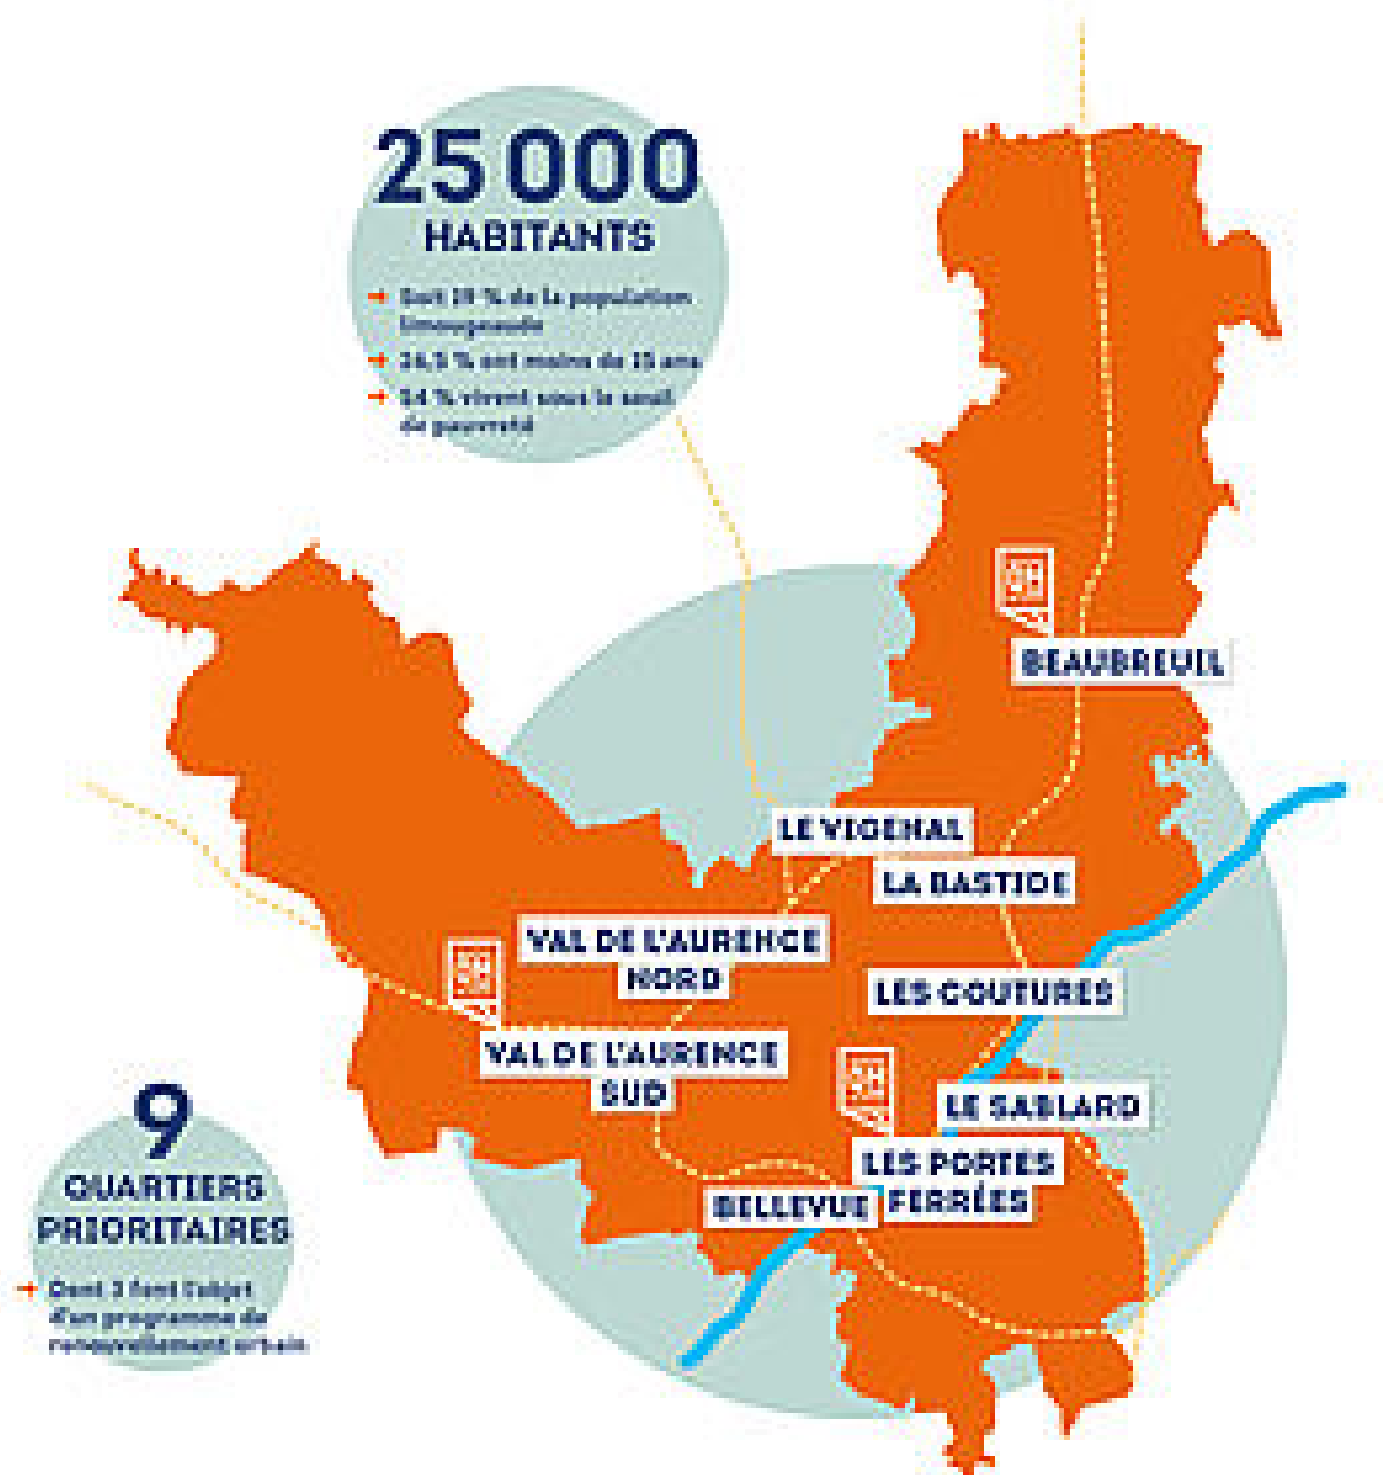 25 000
HABITANTS
→ Soit 19 % de la population
limougeaude
→ 26,5 % ont moins de 25 ans
→ 54 % vivent sous le seuil
de pauvreté
BEAUBREUIL
LE VIGENAL
LA BASTIDE
VAL DE L'AURENCE
NORD
LES COUTURES
VAL DE L'AURENCE
SUD
LE SABLARD
LES PORTES
FERRÉES
BELLEVUE
9
QUARTIERS
PRIORITAIRES
→ Dont 3 font l'objet
d'un programme de
renouvellement urbain